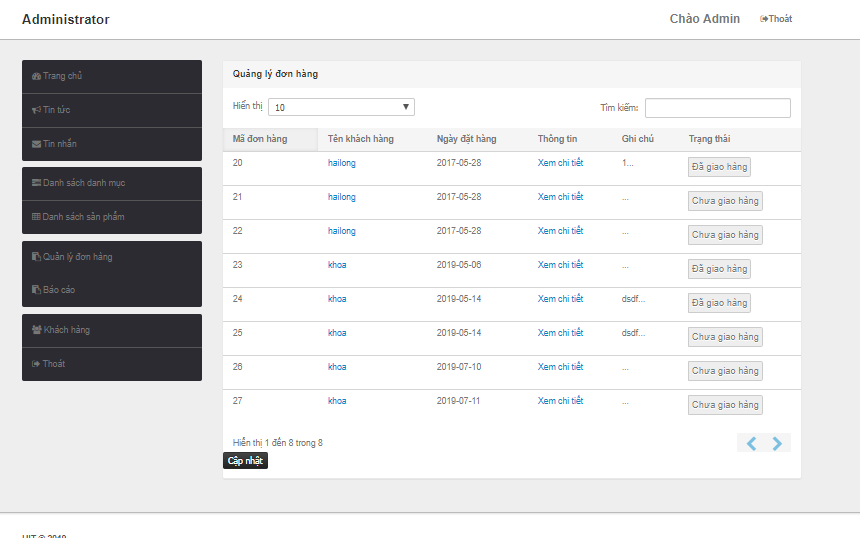 Administrator
Chào Admin
Thoát
Trang chủ
Tin tức
Tin nhắn
Danh sách danh mục
Danh sách sản phẩm
Quản lý đơn hàng
Báo cáo
Khách hàng
Thoát
Quảng lý đơn hàng
Hiển thị 10
Tìm kiếm:
Mã đơn hàng Tên khách hàng Ngày đặt hàng Thông tin Ghi chú Trạng thái
20 hailong 2017-05-28 Xem chi tiết 1... Đã giao hàng
21 hailong 2017-05-28 Xem chi tiết ... Chưa giao hàng
22 hailong 2017-05-28 Xem chi tiết ... Chưa giao hàng
23 khoa 2019-05-06 Xem chi tiết ... Đã giao hàng
24 khoa 2019-05-14 Xem chi tiết dsdf... Đã giao hàng
25 khoa 2019-05-14 Xem chi tiết dsdf... Chưa giao hàng
26 khoa 2019-07-10 Xem chi tiết ... Chưa giao hàng
27 khoa 2019-07-11 Xem chi tiết ... Chưa giao hàng
Hiển thị 1 đến 8 trong 8
Cập nhật